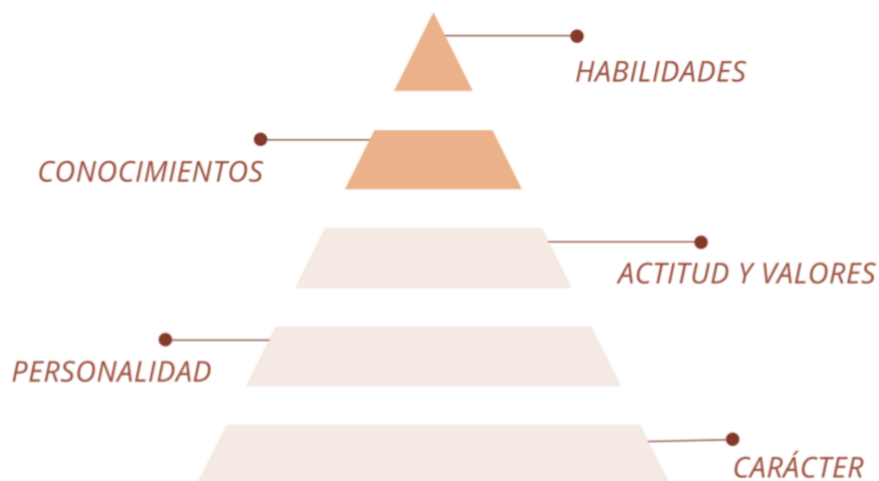 HABILIDADES
CONOCIMIENTOS
ACTITUD Y VALORES
PERSONALIDAD
CARÁCTER